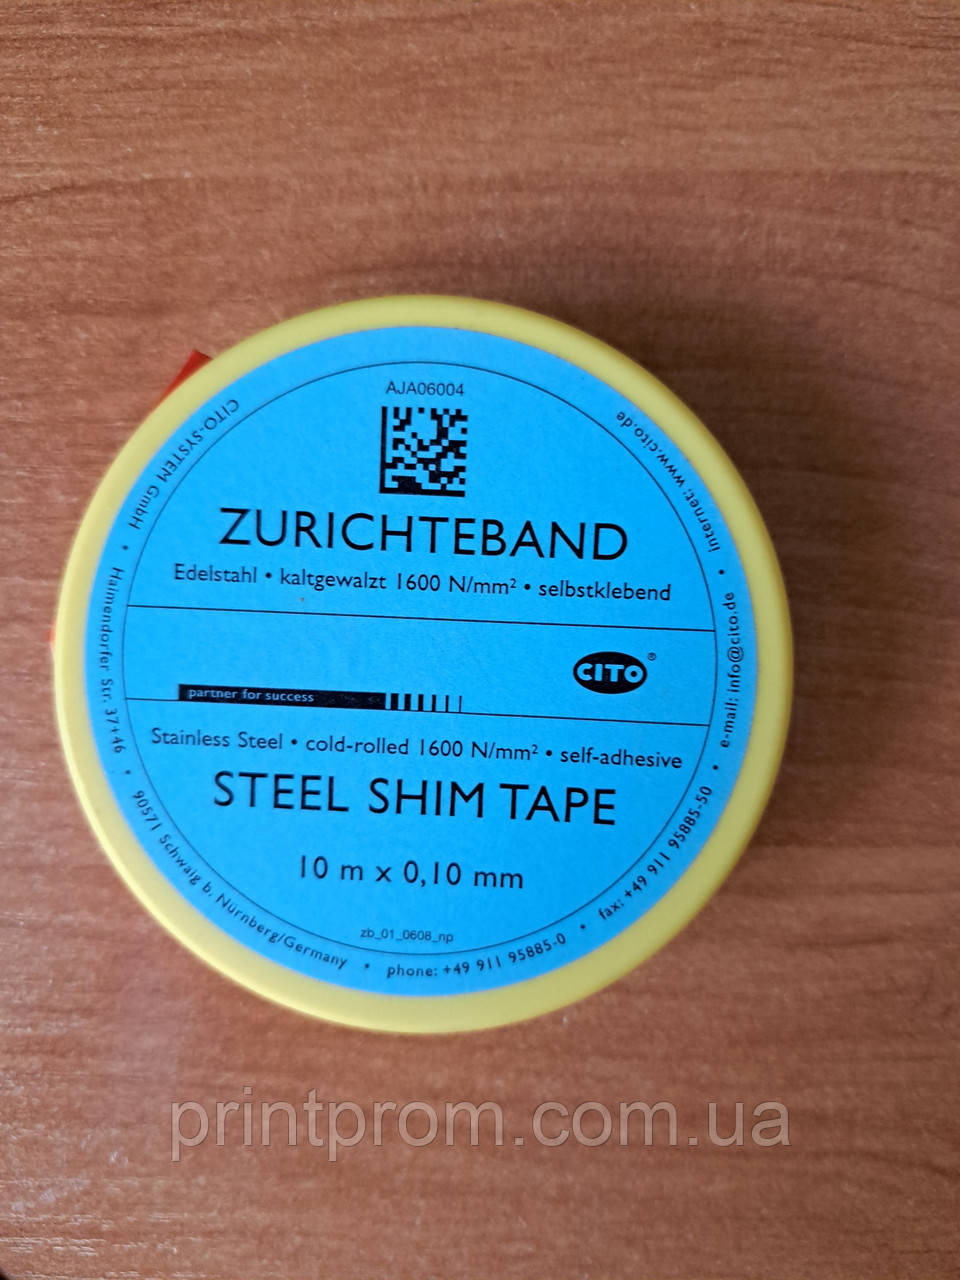 AJA06004
ZURICHTEBAND
Edelstahl • kaltgewalzt 1600 N/mm² • selbstklebend
CITO®
partner for success
Stainless Steel • cold-rolled 1600 N/mm² • self-adhesive
STEEL SHIM TAPE
10 m x 0,10 mm
zb_01_0608_np
CITO-SYSTEM GmbH • Haimendorfer Str. 37+46 • 90571 Schwaig b. Nürnberg/Germany • phone: +49 911 95885-0 • fax: +49 911 95885-50 • e-mail: info@cito.de • internet: www.cito.de
printprom.com.ua